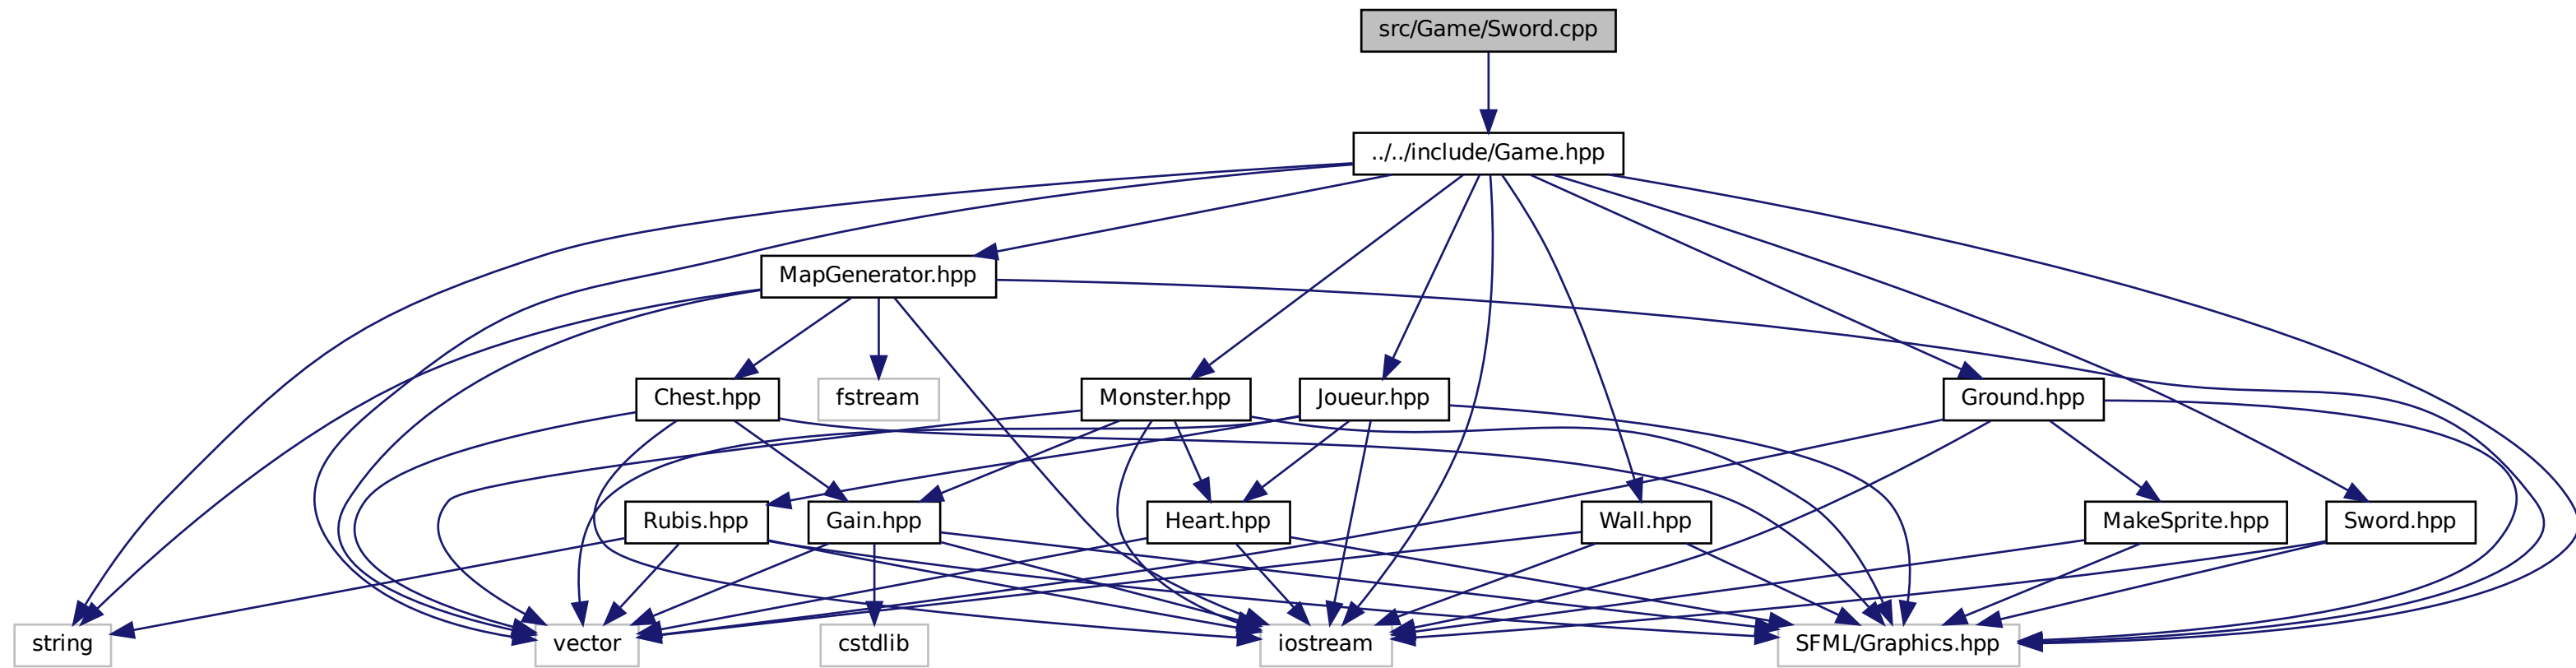 src/Game/Sword.cpp
../../include/Game.hpp
MapGenerator.hpp
Chest.hpp
fstream
Monster.hpp
Joueur.hpp
Ground.hpp
Rubis.hpp
Gain.hpp
Heart.hpp
Wall.hpp
MakeSprite.hpp
Sword.hpp
string
vector
cstdlib
iostream
SFML/Graphics.hpp